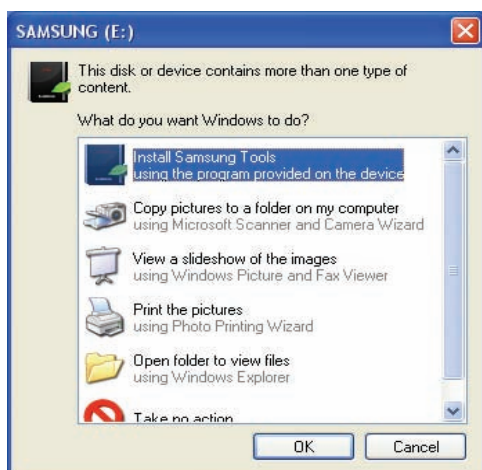 SAMSUNG (E:)
This disk or device contains more than one type of
content.
What do you want Windows to do?
Install Samsung Tools
using the program provided on the device
Copy pictures to a folder on my computer
using Microsoft Scanner and Camera Wizard
View a slideshow of the images
using Windows Picture and Fax Viewer
Print the pictures
using Photo Printing Wizard
Open folder to view files
using Windows Explorer
Take no action
OK
Cancel